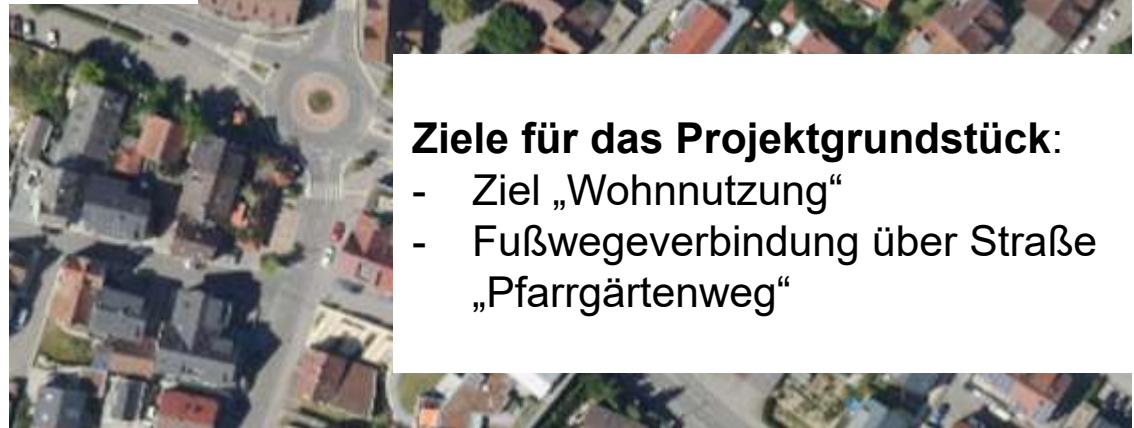 Ziele für das Projektgrundstück:
- Ziel „Wohnnutzung“
- Fußwegeverbindung über Straße
„Pfarrgärtenweg“